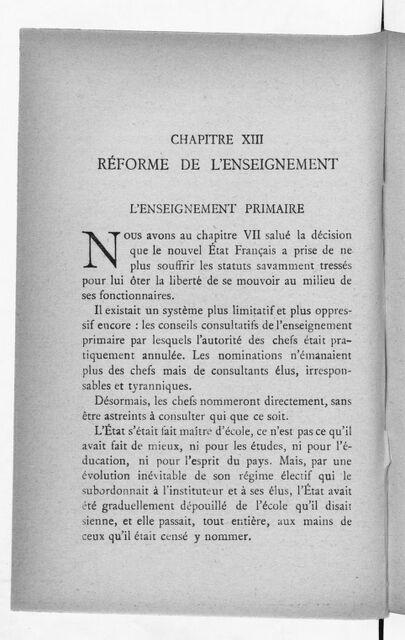 CHAPITRE XIII
RÉFORME DE L'ENSEIGNEMENT
L'ENSEIGNEMENT PRIMAIRE
Nous avons au chapitre VII salué la décision
que le nouvel État Français a prise de ne
plus souffrir les statuts savamment tressés
pour lui ôter la liberté de se mouvoir au milieu de
ses fonctionnaires.
Il existait un système plus limitatif et plus oppres-
sif encore : les conseils consultatifs de l'enseignement
primaire par lesquels l'autorité des chefs était pra-
tiquement annulée. Les nominations n'émanaient
plus des chefs mais de consultants élus, irrespon-
sables et tyranniques.
Désormais, les chefs nommeront directement, sans
être astreints à consulter qui que ce soit.
L'État s'était fait maître d'école, ce n'est pas ce qu'il
avait fait de mieux, ni pour les études, ni pour l'é-
ducation, ni pour l'esprit du pays. Mais, par une
évolution inévitable de son régime électif qui le
subordonnait à l'instituteur et à ses élus, l'État avait
été graduellement dépouillé de l'école qu'il disait
sienne, et elle passait, tout entière, aux mains de
ceux qu'il était censé y nommer.